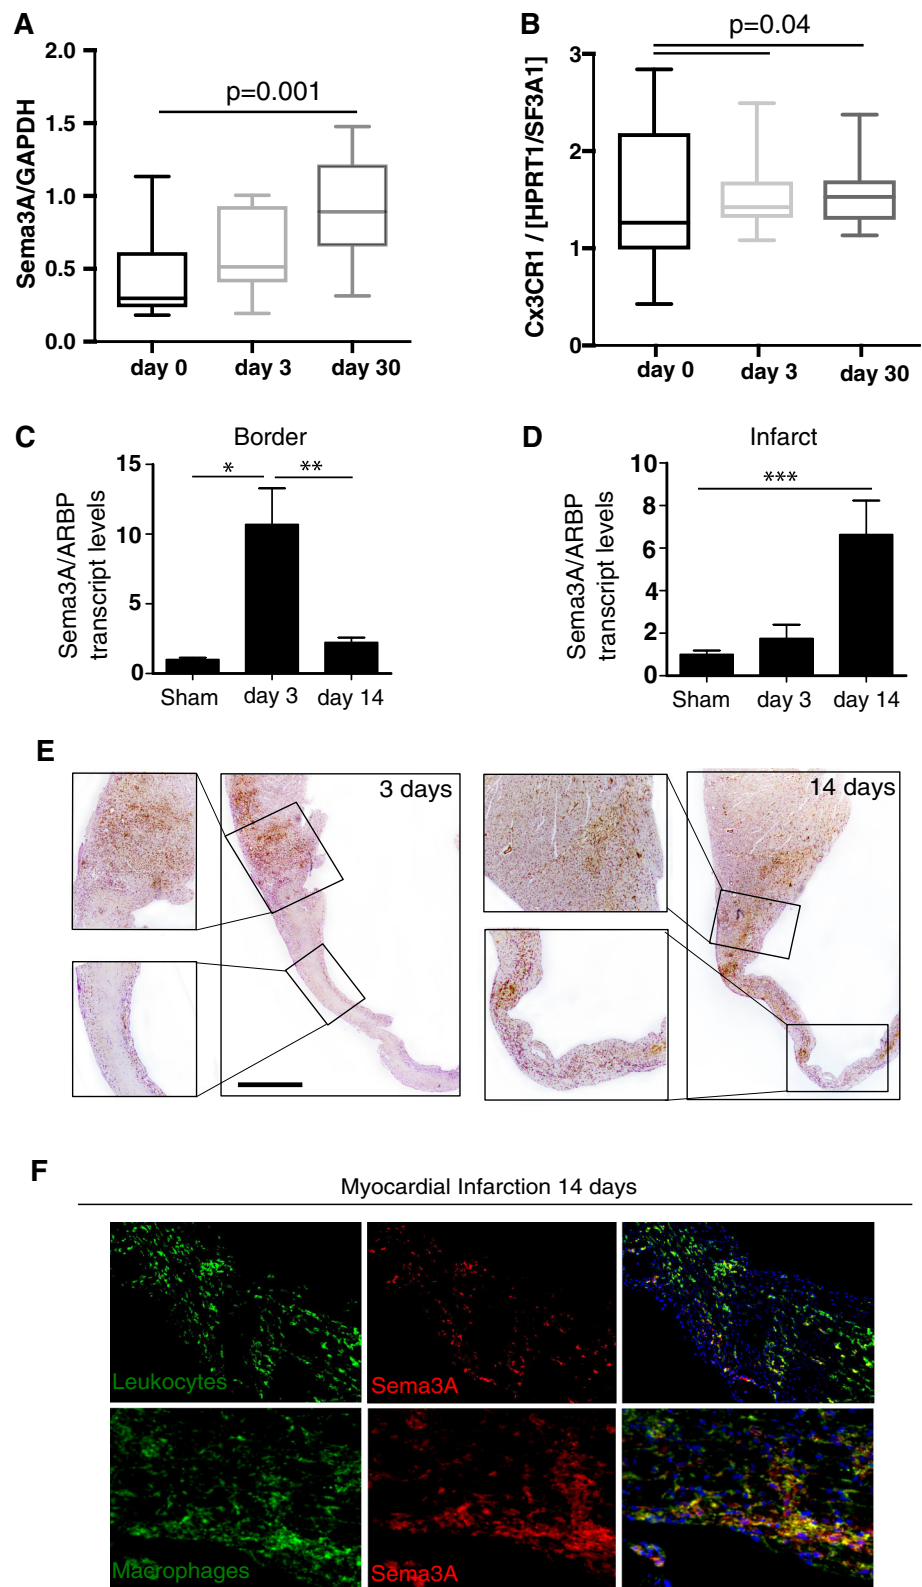 A
Sema3A/GAPDH
2.0
1.5
1.0
0.5
0.0
p=0.001
day 0
day 3
day 30
B
Cx3CR1 / [HPRT1/SF3A1]
3
2
1
0
p=0.04
day 0
day 3
day 30
C
Border
Sema3A/ARBP
transcript levels
15
10
5
0
*
**
Sham
day 3
day 14
D
Infarct
Sema3A/ARBP
transcript levels
10
8
6
4
2
0
***
Sham
day 3
day 14
E
3 days
14 days
F
Myocardial Infarction 14 days
Leukocytes
Sema3A
Macrophages
Sema3A